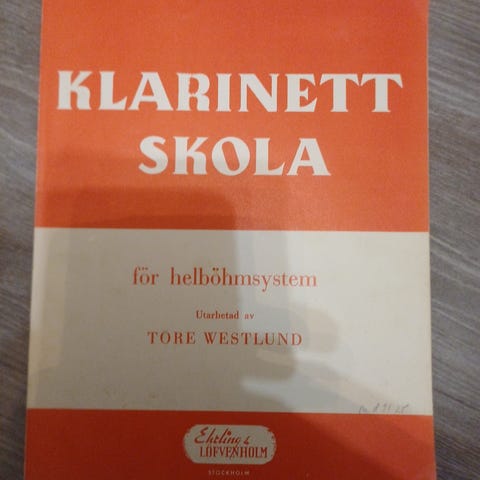 KLARINETT
SKOLA
för helböhmsystem
Utarbetad av
TORE WESTLUND
Ehrling &
LÖFVENHOLM
STOCKHOLM